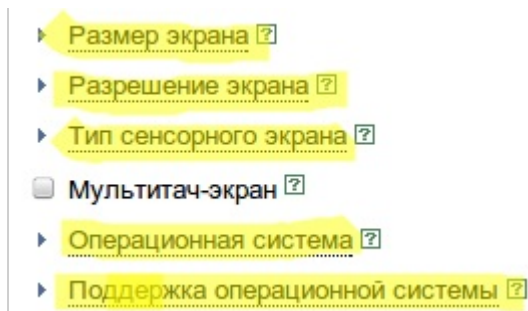 Размер экрана ?
Разрешение экрана ?
Тип сенсорного экрана ?
Мультитач-экран ?
Операционная система ?
Поддержка операционной системы ?